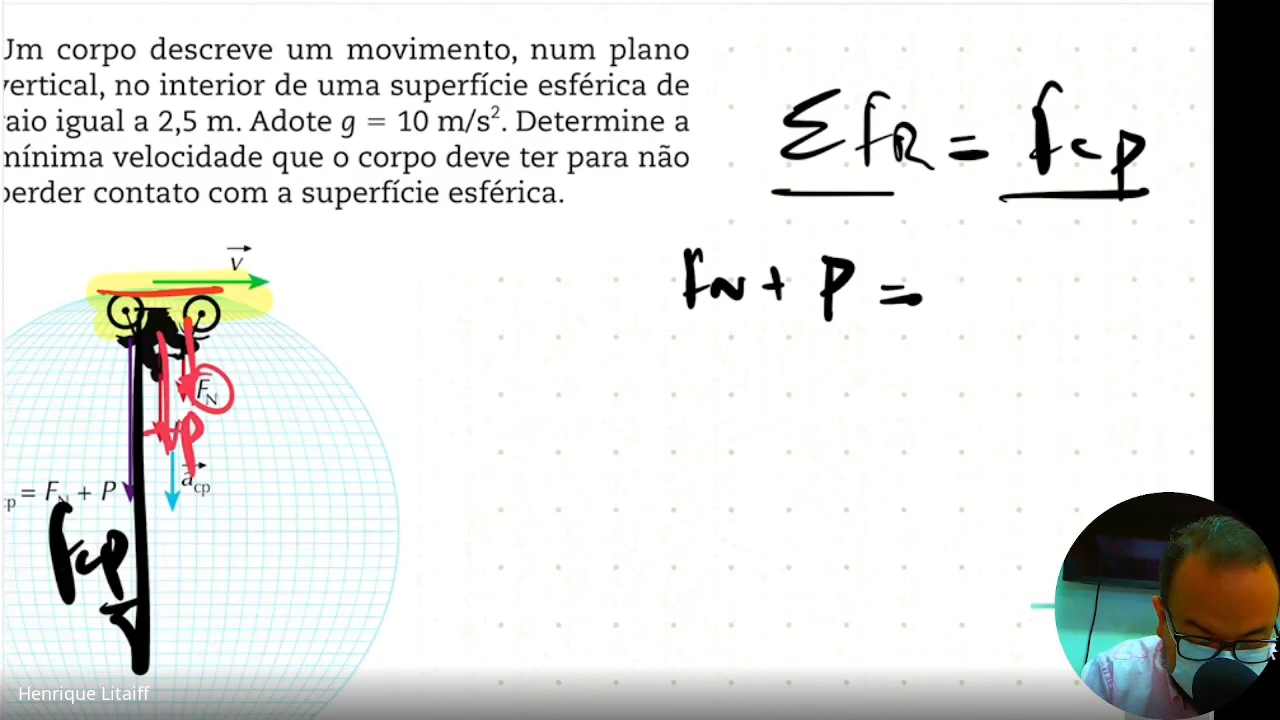 Um corpo descreve um movimento, num plano
vertical, no interior de uma superfície esférica de
raio igual a 2,5 m. Adote g = 10 m/s². Determine a
mínima velocidade que o corpo deve ter para não
perder contato com a superfície esférica.
ΣFR = Fcp
FN + P =
v
FN
P
acp
cp = FN + P
Fcp
Henrique Litaiff